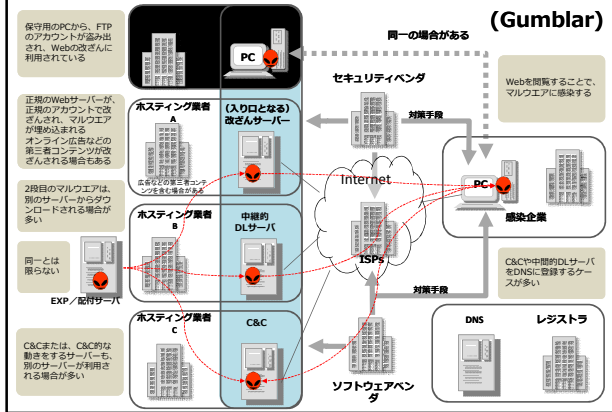 (Gumblar)
保守用のPCから、FTP
のアカウントが盗み出
され、Webの改ざんに
利用されている
PC
同一の場合がある
セキュリティベンダ
Webを閲覧することで、
マルウエアに感染する
正規のWebサーバーが、
正規のアカウントで改
ざんされ、マルウエア
が埋め込まれる
オンライン広告などの
第三者コンテンツが改
ざんされる場合もある
ホスティング業者
A
(入り口となる)
改ざんサーバー
広告などの第三者コンテ
ンツを含む場合がある
対策手段
Internet
PC
感染企業
2段目のマルウエアは、
別のサーバーからダウ
ンロードされる場合が
多い
ホスティング業者
B
中継的
DLサーバ
ISPs
同一とは
限らない
EXP／配付サーバ
C&Cや中間的DLサーバ
をDNSに登録するケー
スが多い
対策手段
ホスティング業者
C
C&C
C&Cまたは、C&C的な
動きをするサーバーも、
別のサーバーが利用さ
れる場合が多い
ソフトウェアベン
ダ
DNS
レジストラ